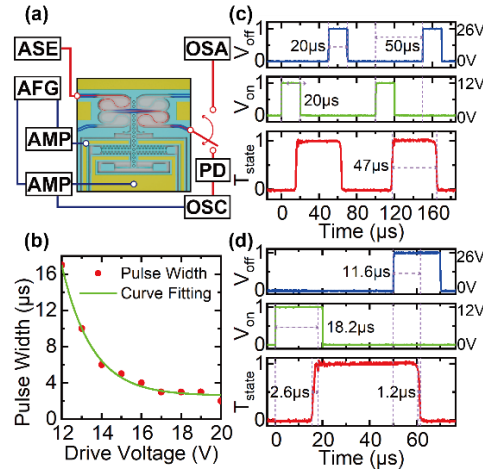 (a)
ASE
OSA
AFG
AMP
AMP
PD
OSC
(b)
Pulse Width (µs)
16
12
8
4
0
Pulse Width
Curve Fitting
12 14 16 18 20
Drive Voltage (V)
(c)
V_off
1
0
20µs
50µs
26V
0V
V_on
1
0
20µs
12V
0V
T_state
1
0
47µs
0 40 80 120 160
Time (µs)
(d)
V_off
1
0
11.6µs
26V
0V
V_on
1
0
18.2µs
12V
0V
T_state
1
0
2.6µs
1.2µs
0 20 40 60
Time (µs)